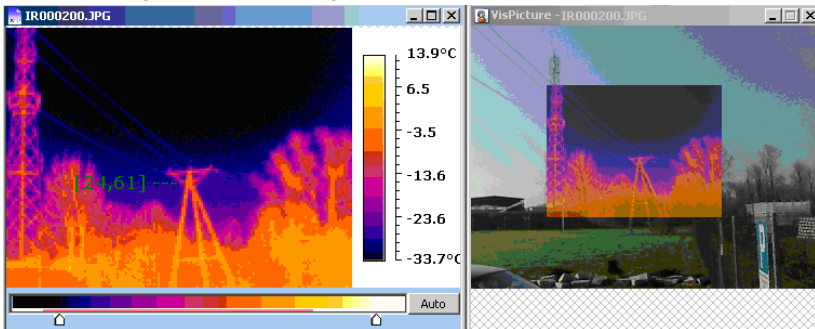 IR000200.JPG
13.9°C
6.5
-3.5
-13.6
-23.6
-33.7°C
[24,61]
Auto
VisPicture - IR000200.JPG
P